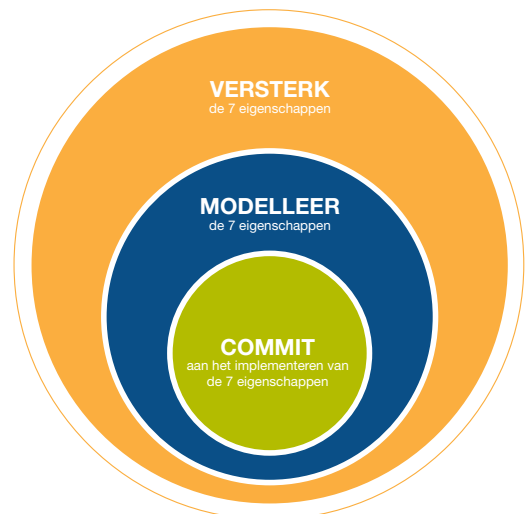 VERSTERK
de 7 eigenschappen
MODELLEER
de 7 eigenschappen
COMMIT
aan het implementeren van
de 7 eigenschappen